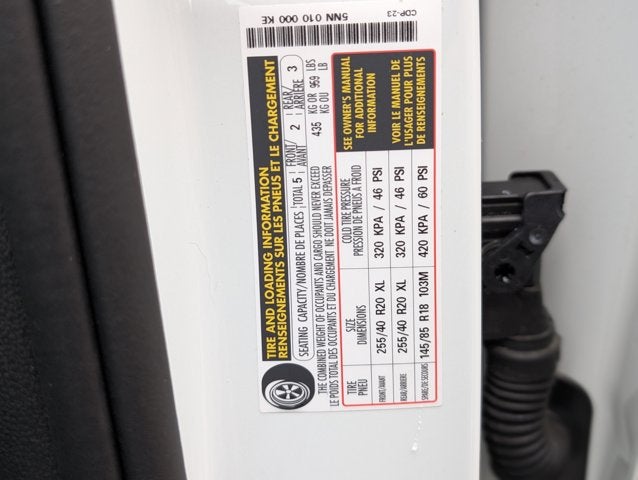 5NN 010 000 KE
CDP-23
TIRE AND LOADING INFORMATION
RENSEIGNEMENTS SUR LES PNEUS ET LE CHARGEMENT
SEATING CAPACITY/NOMBRE DE PLACES TOTAL 5 FRONT/AVANT 2 REAR/ARRIÈRE 3
THE COMBINED WEIGHT OF OCCUPANTS AND CARGO SHOULD NEVER EXCEED
LE POIDS TOTAL DES OCCUPANTS ET DU CHARGEMENT NE DOIT JAMAIS DEPASSER
435 KG OR 959 LBS
KG OU LB
TIRE SIZE COLD TIRE PRESSURE
PNEU DIMENSIONS PRESSION DE PNEUS À FROID
FRONT/AVANT 255/40 R20 XL 320 KPA / 46 PSI
REAR/ARRIERE 255/40 R20 XL 320 KPA / 46 PSI
SPARE/DE SECOURS 145/85 R18 103M 420 KPA / 60 PSI
SEE OWNER'S MANUAL
FOR ADDITIONAL
INFORMATION
VOIR LE MANUEL DE
L'USAGER POUR PLUS
DE RENSEIGNEMENTS